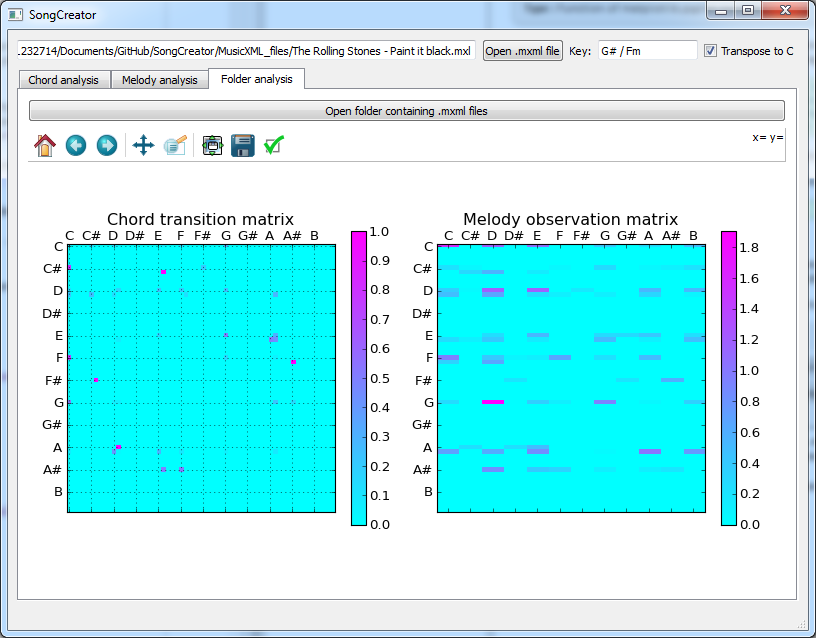 SongCreator
.232714/Documents/GitHub/SongCreator/MusicXML_files/The Rolling Stones - Paint it black.mxl Open .mxml file Key: G# / Fm Transpose to C
Chord analysis Melody analysis Folder analysis
Open folder containing .mxml files
x= y=
Chord transition matrix
C C# D D# E F F# G G# A A# B
C
C#
D
D#
E
F
F#
G
G#
A
A#
B
1.0
0.9
0.8
0.7
0.6
0.5
0.4
0.3
0.2
0.1
0.0
Melody observation matrix
C C# D D# E F F# G G# A A# B
C
C#
D
D#
E
F
F#
G
G#
A
A#
B
1.8
1.6
1.4
1.2
1.0
0.8
0.6
0.4
0.2
0.0